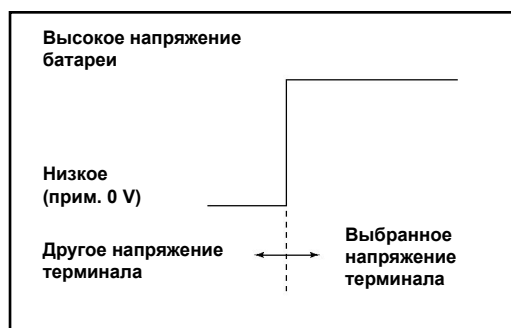 Высокое напряжение
батареи
Низкое
(прим. 0 V)
Другое напряжение
терминала
Выбранное
напряжение
терминала